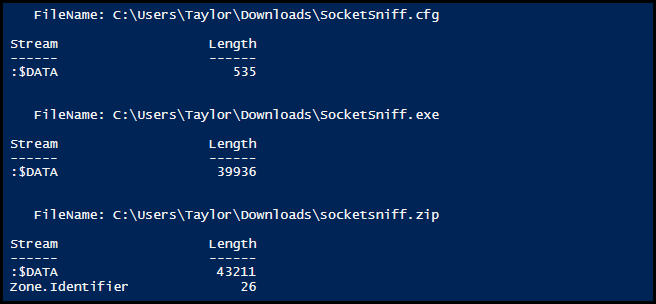 FileName: C:\Users\Taylor\Downloads\SocketSniff.cfg
Stream Length
------ ------
:$DATA 535
FileName: C:\Users\Taylor\Downloads\SocketSniff.exe
Stream Length
------ ------
:$DATA 39936
FileName: C:\Users\Taylor\Downloads\socketsniff.zip
Stream Length
------ ------
:$DATA 43211
Zone.Identifier 26